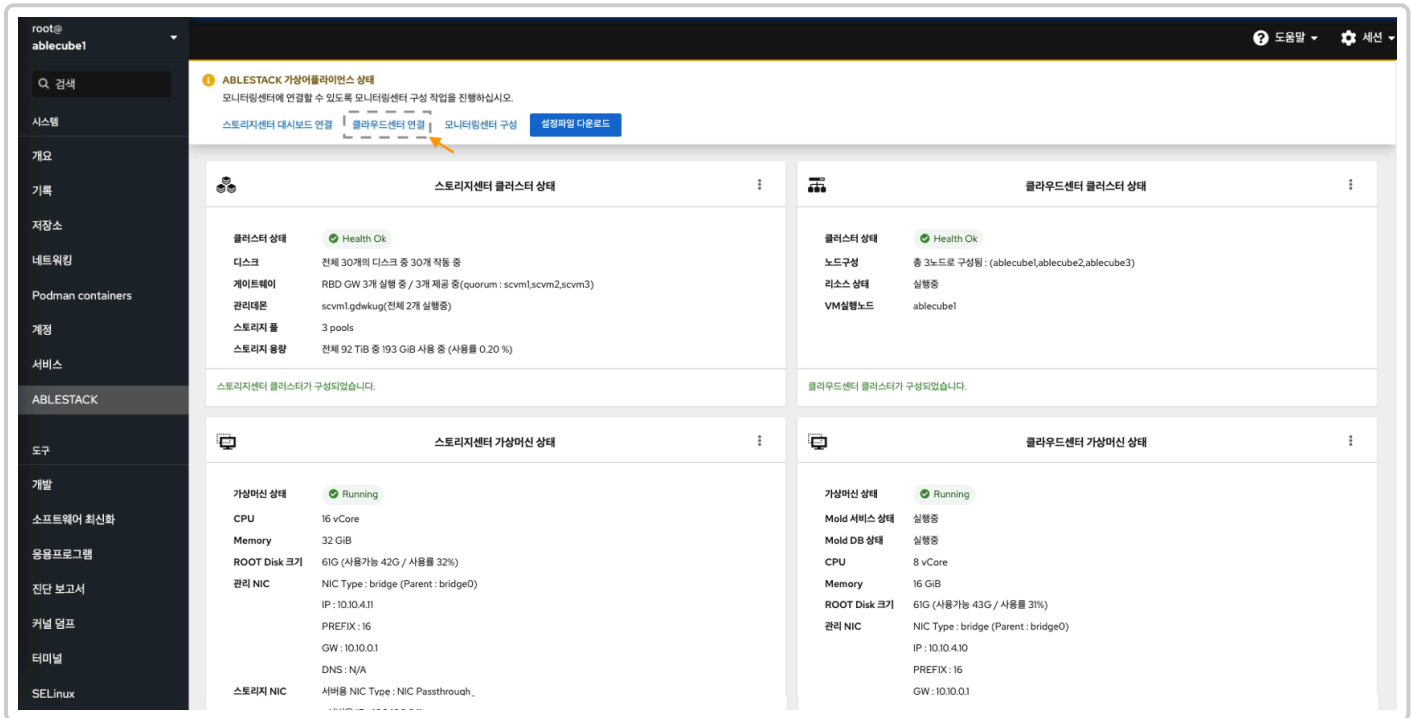 root@
ablecube1
도움말
세션
검색
시스템
개요
기록
저장소
네트워킹
Podman containers
계정
서비스
ABLESTACK
도구
개발
소프트웨어 최신화
응용프로그램
진단 보고서
커널 덤프
터미널
SELinux
ABLESTACK 가상어플라이언스 상태
모니터링센터에 연결할 수 있도록 모니터링센터 구성 작업을 진행하십시오.
스토리지센터 대시보드 연결 클라우드센터 연결 모니터링센터 구성 설정파일 다운로드
스토리지센터 클러스터 상태
클러스터 상태 Health Ok
디스크 전체 30개의 디스크 중 30개 작동 중
게이트웨이 RBD GW 3개 실행 중 / 3개 제공 중(quorum : scvm1,scvm2,scvm3)
관리데몬 scvm1.gdwkug(전체 2개 실행중)
스토리지 풀 3 pools
스토리지 용량 전체 92 TiB 중 193 GiB 사용 중 (사용률 0.20 %)
스토리지센터 클러스터가 구성되었습니다.
클라우드센터 클러스터 상태
클러스터 상태 Health Ok
노드구성 총 3노드로 구성됨 : (ablecube1,ablecube2,ablecube3)
리소스 상태 실행중
VM실행노드 ablecube1
클라우드센터 클러스터가 구성되었습니다.
스토리지센터 가상머신 상태
가상머신 상태 Running
CPU 16 vCore
Memory 32 GiB
ROOT Disk 크기 61G (사용가능 42G / 사용률 32%)
관리 NIC NIC Type : bridge (Parent : bridge0)
IP : 10.10.4.11
PREFIX : 16
GW : 10.10.0.1
DNS : N/A
스토리지 NIC 서버용 NIC Type : NIC Passthrough
클라우드센터 가상머신 상태
가상머신 상태 Running
Mold 서비스 상태 실행중
Mold DB 상태 실행중
CPU 8 vCore
Memory 16 GiB
ROOT Disk 크기 61G (사용가능 43G / 사용률 31%)
관리 NIC NIC Type : bridge (Parent : bridge0)
IP : 10.10.4.10
PREFIX : 16
GW : 10.10.0.1